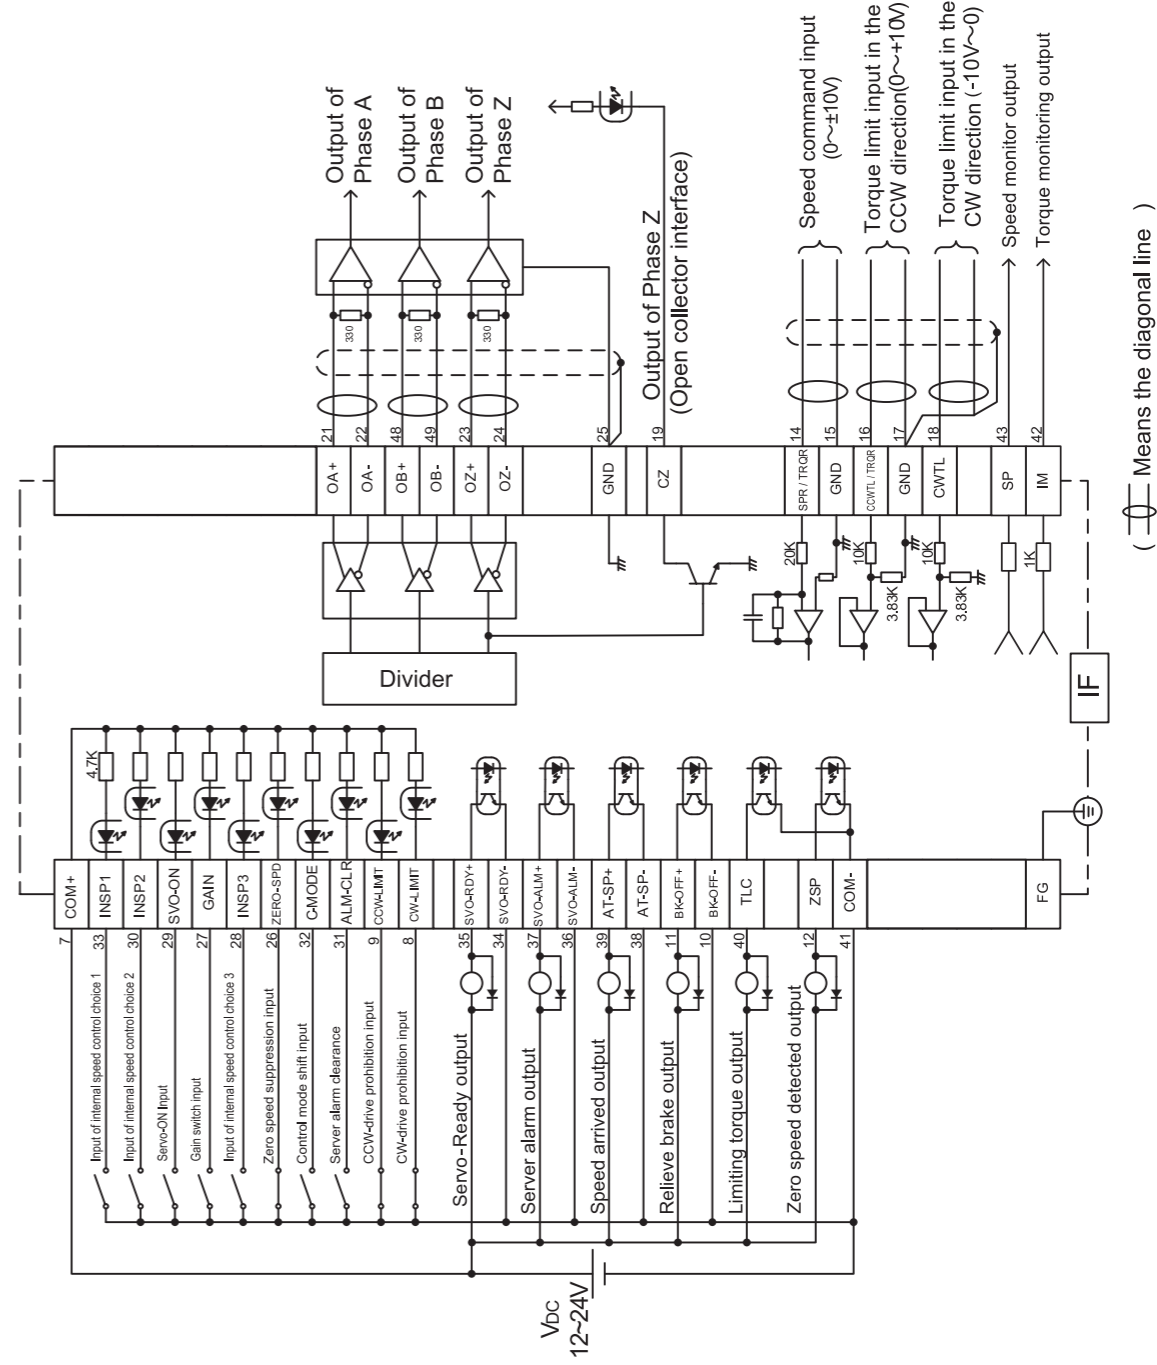 Output of
Phase A
Output of
Phase B
Output of
Phase Z
330
330
330
Output of Phase Z
(Open collector interface)
Speed command input
(0~±10V)
Torque limit input in the
CCW direction(0~+10V)
Torque limit input in the
CW direction (-10V~0)
Speed monitor output
Torque monitoring output
( Means the diagonal line )
21
22
48
49
23
24
25
19
14
15
16
17
18
43
42
OA+
OA-
OB+
OB-
OZ+
OZ-
GND
CZ
SPR / TRQR
GND
CCWTL / TRQR
GND
CWTL
SP
IM
20K
10K
3.83K
10K
3.83K
1K
Divider
IF
4.7K
COM+
INSP1
INSP2
SVO-ON
GAIN
INSP3
ZERO-SPD
C-MODE
ALM-CLR
CCW-LIMIT
CW-LIMIT
SVO-RDY+
SVO-RDY-
SVO-ALM+
SVO-ALM-
AT-SP+
AT-SP-
BK-OFF+
BK-OFF-
TLC
ZSP
COM-
FG
7
33
30
29
27
28
26
32
31
9
8
35
34
37
36
39
38
11
10
40
12
41
Input of internal speed control choice 1
Input of internal speed control choice 2
Servo-ON Input
Gain switch input
Input of internal speed control choice 3
Zero speed suppression input
Control mode shift input
Server alarm clearance
CCW-drive prohibition input
CW-drive prohibition input
Servo-Ready output
Server alarm output
Speed arrived output
Relieve brake output
Limiting torque output
Zero speed detected output
VDC
12~24V